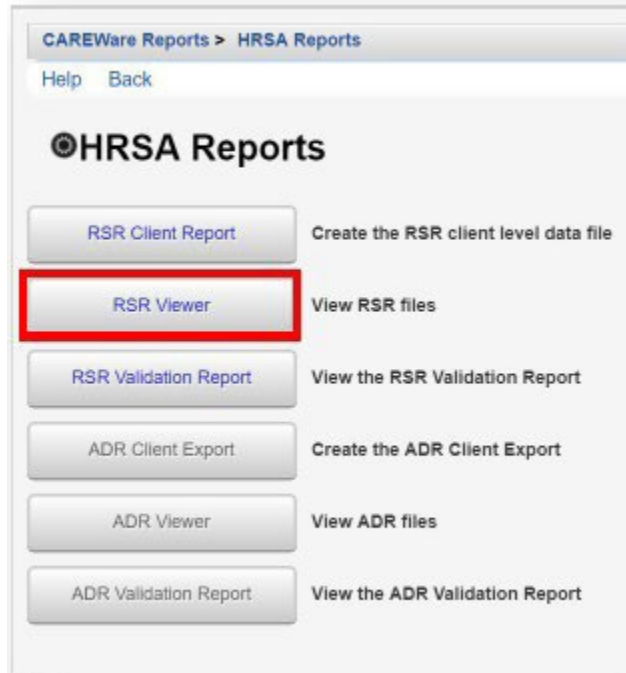 CAREWare Reports > HRSA Reports
Help Back
HRSA Reports
RSR Client Report Create the RSR client level data file
RSR Viewer View RSR files
RSR Validation Report View the RSR Validation Report
ADR Client Export Create the ADR Client Export
ADR Viewer View ADR files
ADR Validation Report View the ADR Validation Report